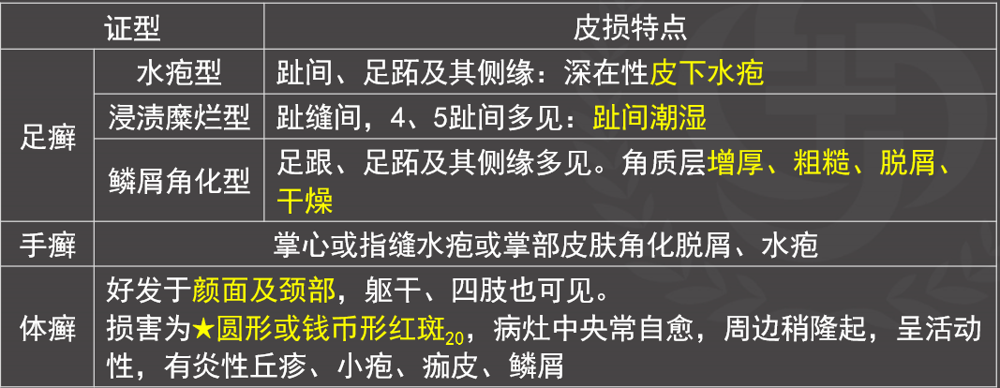 证型 皮损特点
足癣 水疱型 趾间、足跖及其侧缘：深在性皮下水疱
浸渍糜烂型 趾缝间，4、5趾间多见：趾间潮湿
鳞屑角化型 足跟、足跖及其侧缘多见。角质层增厚、粗糙、脱屑、
干燥
手癣 掌心或指缝水疱或掌部皮肤角化脱屑、水疱
体癣 好发于颜面及颈部，躯干、四肢也可见。
损害为★圆形或钱币形红斑20，病灶中央常自愈，周边稍隆起，呈活动
性，有炎性丘疹、小疱、痂皮、鳞屑